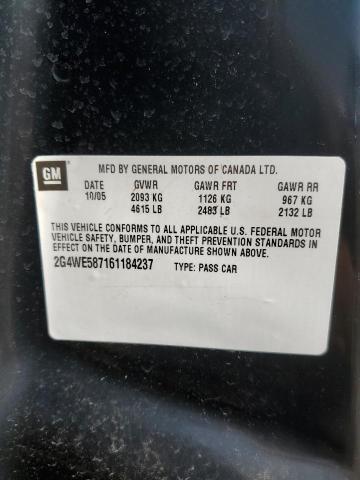 GM
MFD BY GENERAL MOTORS OF CANADA LTD.
DATE GVWR GAWR FRT GAWR RR
10/05 2093 KG 1126 KG 967 KG
4615 LB 2483 LB 2132 LB
THIS VEHICLE CONFORMS TO ALL APPLICABLE U.S. FEDERAL MOTOR
VEHICLE SAFETY, BUMPER, AND THEFT PREVENTION STANDARDS IN
EFFECT ON THE DATE OF MANUFACTURE SHOWN ABOVE.
2G4WE587161184237 TYPE: PASS CAR